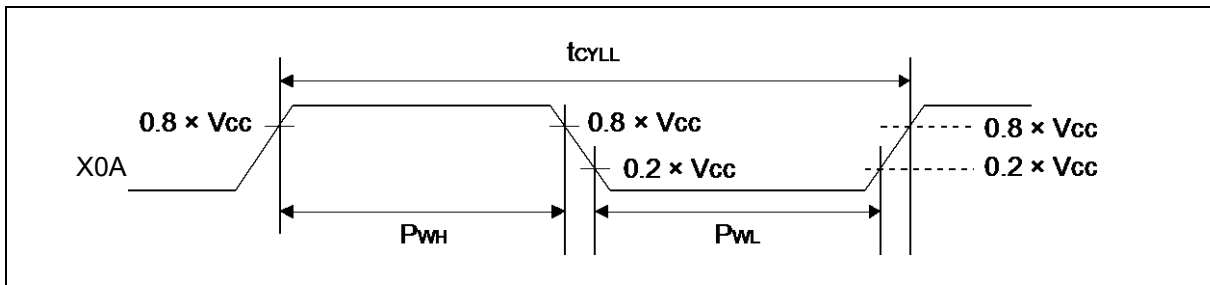 tCYLL
0.8 × Vcc
0.8 × Vcc
0.8 × Vcc
X0A
0.2 × Vcc
0.2 × Vcc
PWH
PWL